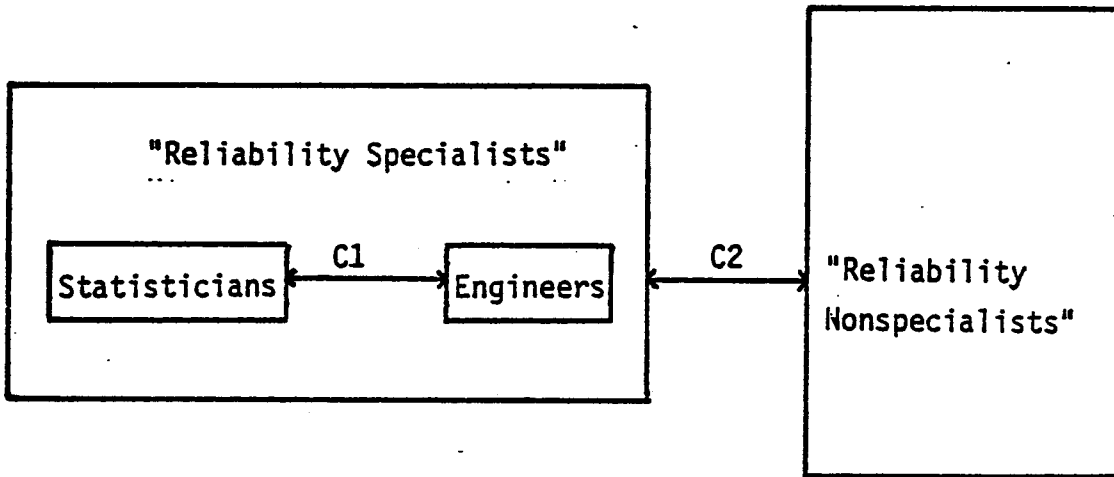 "Reliability Specialists"
C1
Statisticians
Engineers
C2
"Reliability
Nonspecialists"